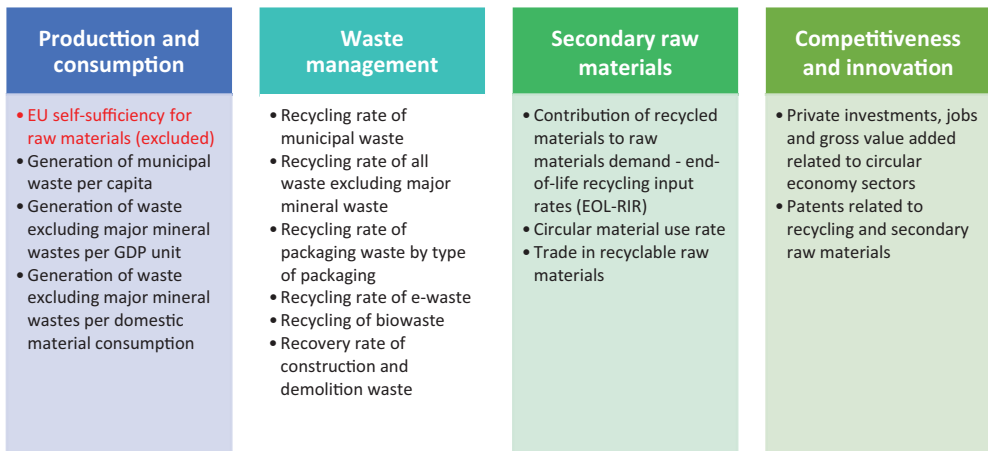 Production and
consumption
• EU self-sufficiency for
raw materials (excluded)
• Generation of municipal
waste per capita
• Generation of waste
excluding major mineral
wastes per GDP unit
• Generation of waste
excluding major mineral
wastes per domestic
material consumption
Waste
management
• Recycling rate of
municipal waste
• Recycling rate of all
waste excluding major
mineral waste
• Recycling rate of
packaging waste by type
of packaging
• Recycling rate of e-waste
• Recycling of biowaste
• Recovery rate of
construction and
demolition waste
Secondary raw
materials
• Contribution of recycled
materials to raw
materials demand - end-
of-life recycling input
rates (EOL-RIR)
• Circular material use rate
• Trade in recyclable raw
materials
Competitiveness
and innovation
• Private investments, jobs
and gross value added
related to circular
economy sectors
• Patents related to
recycling and secondary
raw materials